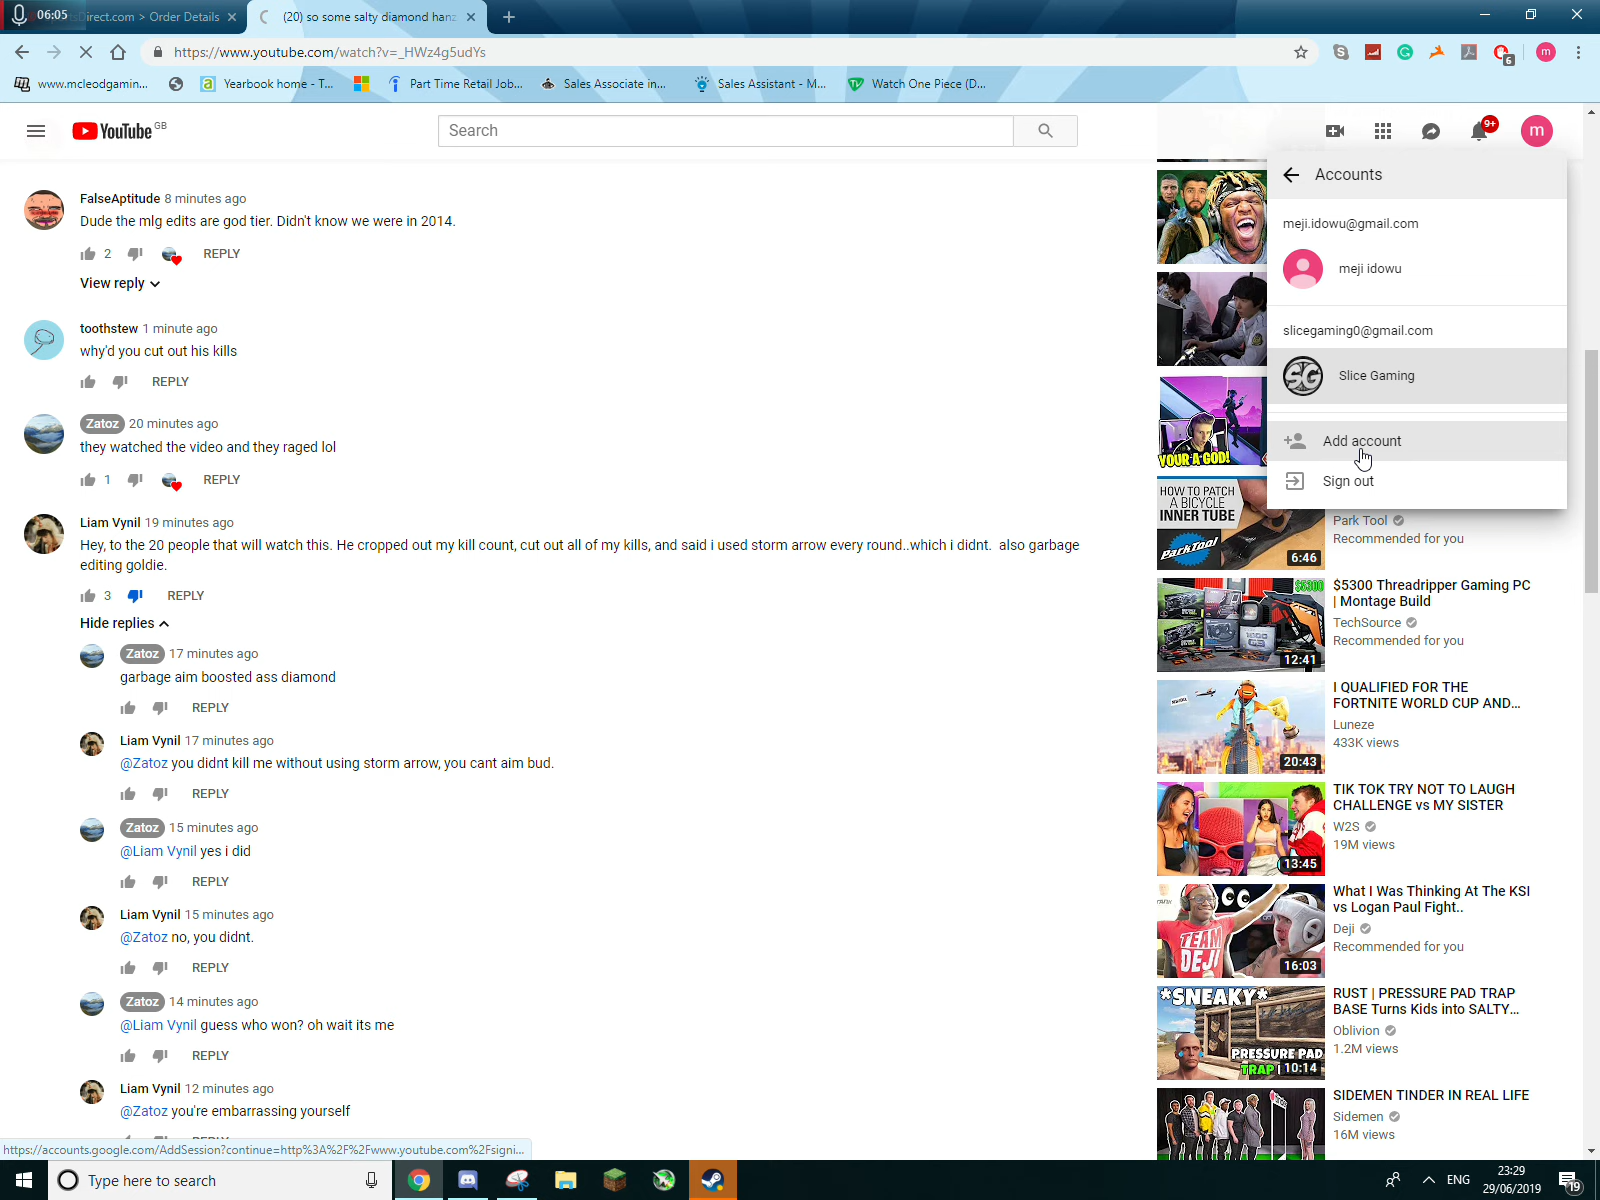 06:05
tsDirect.com > Order Details
(20) so some salty diamond hanz
https://www.youtube.com/watch?v=_HWz4g5udYs
6
m
www.mcleodgamin...
Yearbook home - T...
Part Time Retail Job...
Sales Associate in...
Sales Assistant - M...
Watch One Piece (D...
YouTube GB
Search
9+
m
Accounts
meji.idowu@gmail.com
meji idowu
slicegaming0@gmail.com
SG
Slice Gaming
Add account
Sign out
FalseAptitude 8 minutes ago
Dude the mlg edits are god tier. Didn't know we were in 2014.
2
REPLY
View reply
toothstew 1 minute ago
why'd you cut out his kills
REPLY
Zatoz 20 minutes ago
they watched the video and they raged lol
1
REPLY
Liam Vynil 19 minutes ago
Hey, to the 20 people that will watch this. He cropped out my kill count, cut out all of my kills, and said i used storm arrow every round..which i didnt. also garbage
editing goldie.
3
REPLY
Hide replies
Zatoz 17 minutes ago
garbage aim boosted ass diamond
REPLY
Liam Vynil 17 minutes ago
@Zatoz you didnt kill me without using storm arrow, you cant aim bud.
REPLY
Zatoz 15 minutes ago
@Liam Vynil yes i did
REPLY
Liam Vynil 15 minutes ago
@Zatoz no, you didnt.
REPLY
Zatoz 14 minutes ago
@Liam Vynil guess who won? oh wait its me
REPLY
Liam Vynil 12 minutes ago
@Zatoz you're embarrassing yourself
REPLY
YOUR A GOD!
HOW TO PATCH
A BICYCLE
INNER TUBE
ParkTool
6:46
Park Tool
Recommended for you
$5300
12:41
$5300 Threadripper Gaming PC
| Montage Build
TechSource
Recommended for you
20:43
I QUALIFIED FOR THE
FORTNITE WORLD CUP AND...
Luneze
433K views
13:45
TIK TOK TRY NOT TO LAUGH
CHALLENGE vs MY SISTER
W2S
19M views
TEAM
DEJI
16:03
What I Was Thinking At The KSI
vs Logan Paul Fight..
Deji
Recommended for you
*SNEAKY*
PRESSURE PAD
TRAP
10:14
RUST | PRESSURE PAD TRAP
BASE Turns Kids into SALTY...
Oblivion
1.2M views
SIDEMEN TINDER IN REAL LIFE
Sidemen
16M views
https://accounts.google.com/AddSession?continue=http%3A%2F%2Fwww.youtube.com%2Fsigni...
Type here to search
ENG
23:29
29/06/2019
19